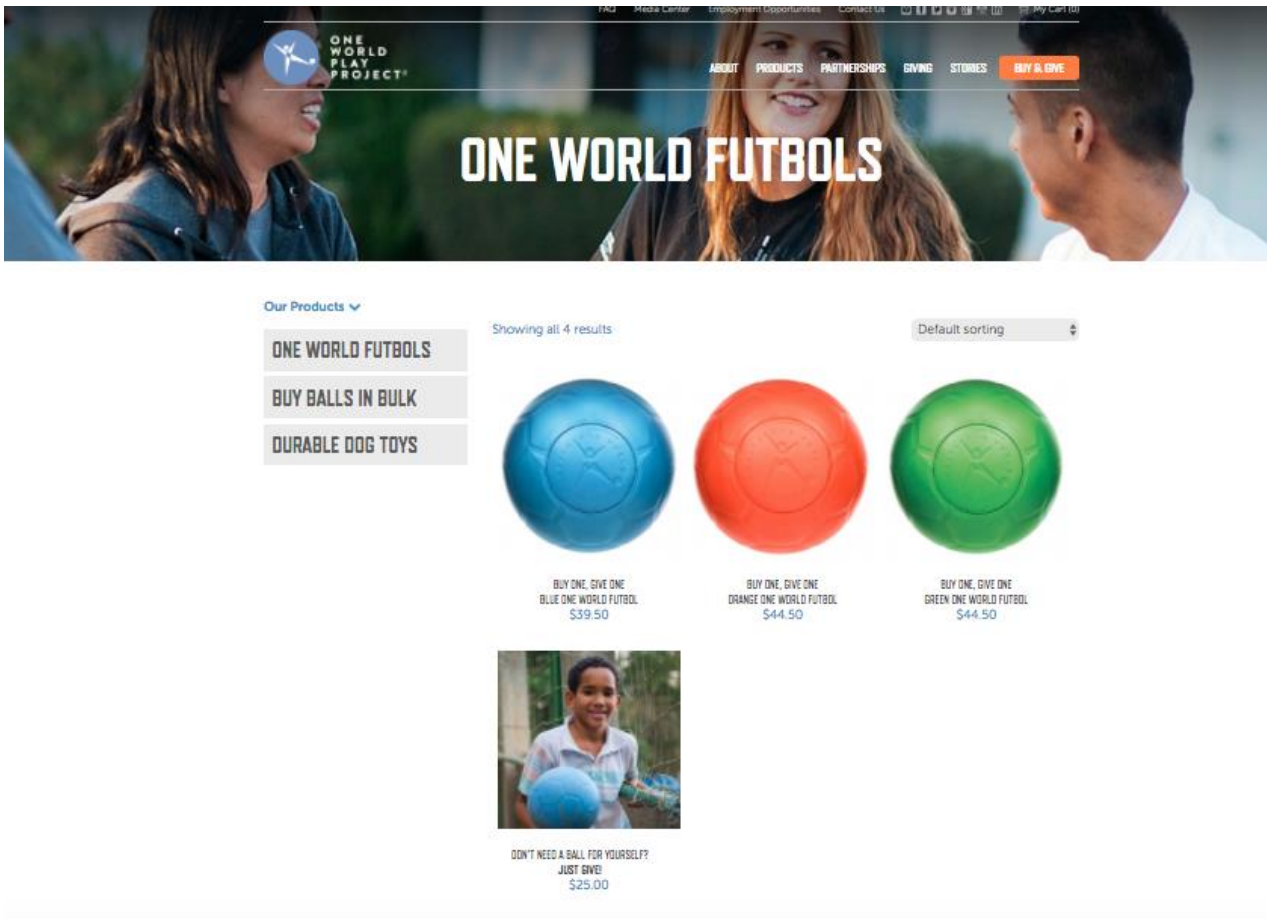 FAQ Media Center Employment Opportunities Contact Us My Cart (0)
ONE
WORLD
PLAY
PROJECT®
ABOUT PRODUCTS PARTNERSHIPS GIVING STORIES BUY & GIVE
ONE WORLD FUTBOLS
Our Products
Showing all 4 results
Default sorting
ONE WORLD FUTBOLS
BUY BALLS IN BULK
DURABLE DOG TOYS
BUY ONE, GIVE ONE
BLUE ONE WORLD FUTBOL
$39.50
BUY ONE, GIVE ONE
ORANGE ONE WORLD FUTBOL
$44.50
BUY ONE, GIVE ONE
GREEN ONE WORLD FUTBOL
$44.50
DON'T NEED A BALL FOR YOURSELF?
JUST GIVE!
$25.00